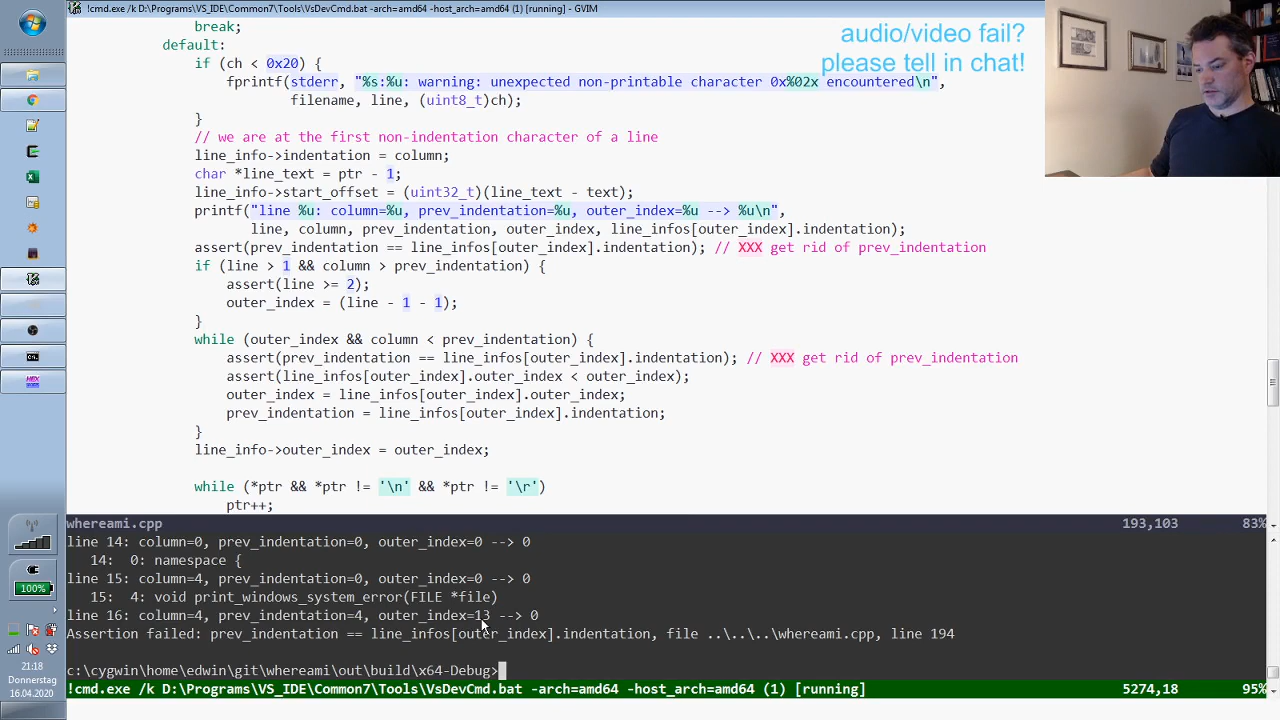 !cmd.exe /k D:\Programs\VS_IDE\Common7\Tools\VsDevCmd.bat -arch=amd64 -host_arch=amd64 (1) [running] - GVIM
audio/video fail?
please tell in chat!
break;
default:
if (ch < 0x20) {
fprintf(stderr, "%s:%u: warning: unexpected non-printable character 0x%02x encountered\n",
filename, line, (uint8_t)ch);
}
// we are at the first non-indentation character of a line
line_info->indentation = column;
char *line_text = ptr - 1;
line_info->start_offset = (uint32_t)(line_text - text);
printf("line %u: column=%u, prev_indentation=%u, outer_index=%u --> %u\n",
line, column, prev_indentation, outer_index, line_infos[outer_index].indentation);
assert(prev_indentation == line_infos[outer_index].indentation); // XXX get rid of prev_indentation
if (line > 1 && column > prev_indentation) {
assert(line >= 2);
outer_index = (line - 1 - 1);
}
while (outer_index && column < prev_indentation) {
assert(prev_indentation == line_infos[outer_index].indentation); // XXX get rid of prev_indentation
assert(line_infos[outer_index].outer_index < outer_index);
outer_index = line_infos[outer_index].outer_index;
prev_indentation = line_infos[outer_index].indentation;
}
line_info->outer_index = outer_index;
while (*ptr && *ptr != '\n' && *ptr != '\r')
ptr++;
whereami.cpp 193,103 83%
line 14: column=0, prev_indentation=0, outer_index=0 --> 0
14: 0: namespace {
line 15: column=4, prev_indentation=0, outer_index=0 --> 0
15: 4: void print_windows_system_error(FILE *file)
line 16: column=4, prev_indentation=4, outer_index=13 --> 0
Assertion failed: prev_indentation == line_infos[outer_index].indentation, file ..\..\..\whereami.cpp, line 194
c:\cygwin\home\edwin\git\whereami\out\build\x64-Debug>
!cmd.exe /k D:\Programs\VS_IDE\Common7\Tools\VsDevCmd.bat -arch=amd64 -host_arch=amd64 (1) [running] 5274,18 95%
100%
21:18
Donnerstag
16.04.2020